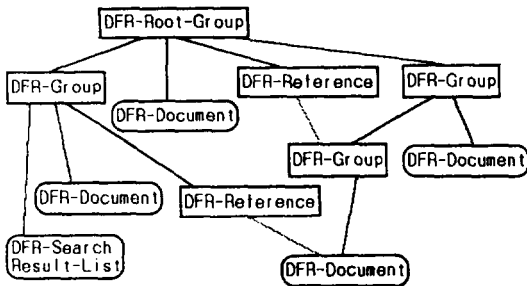 DFR-Root-Group
DFR-Group
DFR-Document
DFR-Reference
DFR-Group
DFR-Group
DFR-Document
DFR-Document
DFR-Reference
DFR-Search
Result-List
DFR-Document